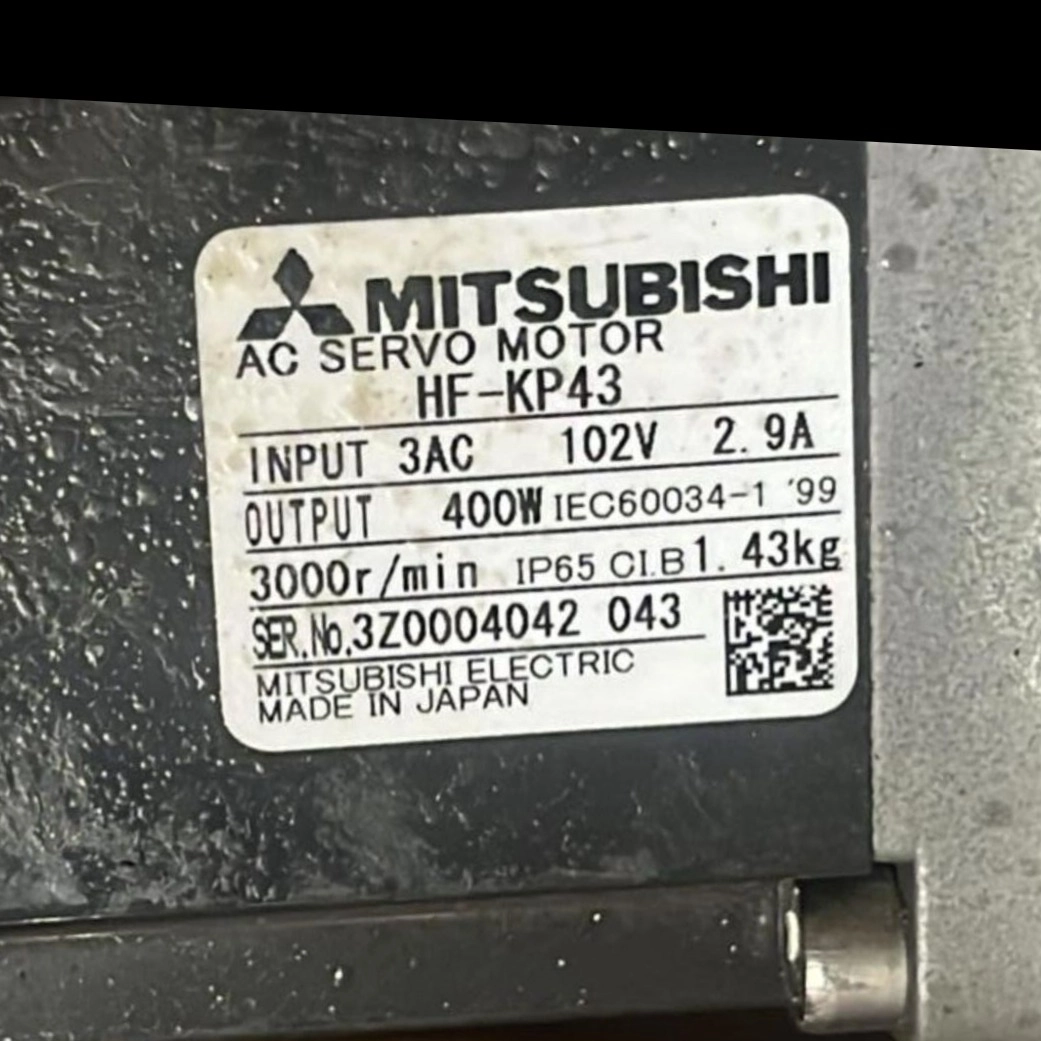 MITSUBISHI
AC SERVO MOTOR
HF-KP43
INPUT 3AC 102V 2.9A
OUTPUT 400W IEC60034-1 '99
3000r/min IP65 CI.B 1.43kg
SER.No.3Z0004042 043
MITSUBISHI ELECTRIC
MADE IN JAPAN